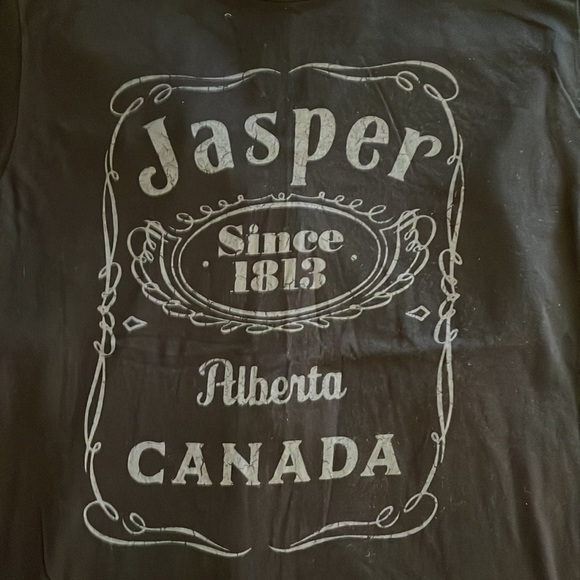 Jasper
Since
1813
Alberta
CANADA